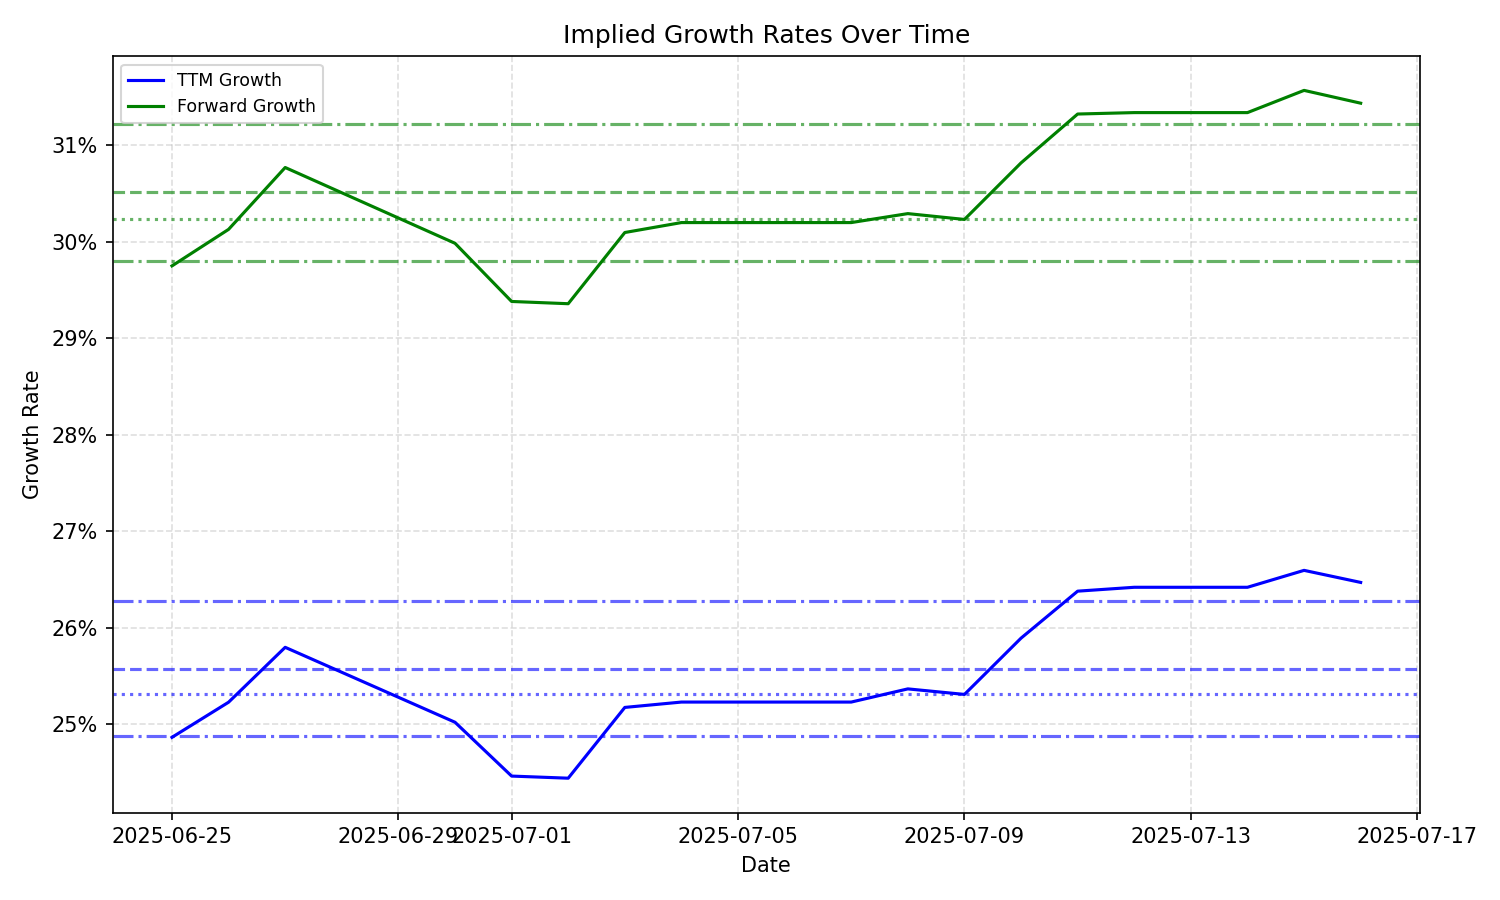 Implied Growth Rates Over Time
TTM Growth
Forward Growth
31%
30%
29%
28%
27%
26%
25%
Growth Rate
2025-06-25
2025-06-29
2025-07-01
2025-07-05
2025-07-09
2025-07-13
2025-07-17
Date